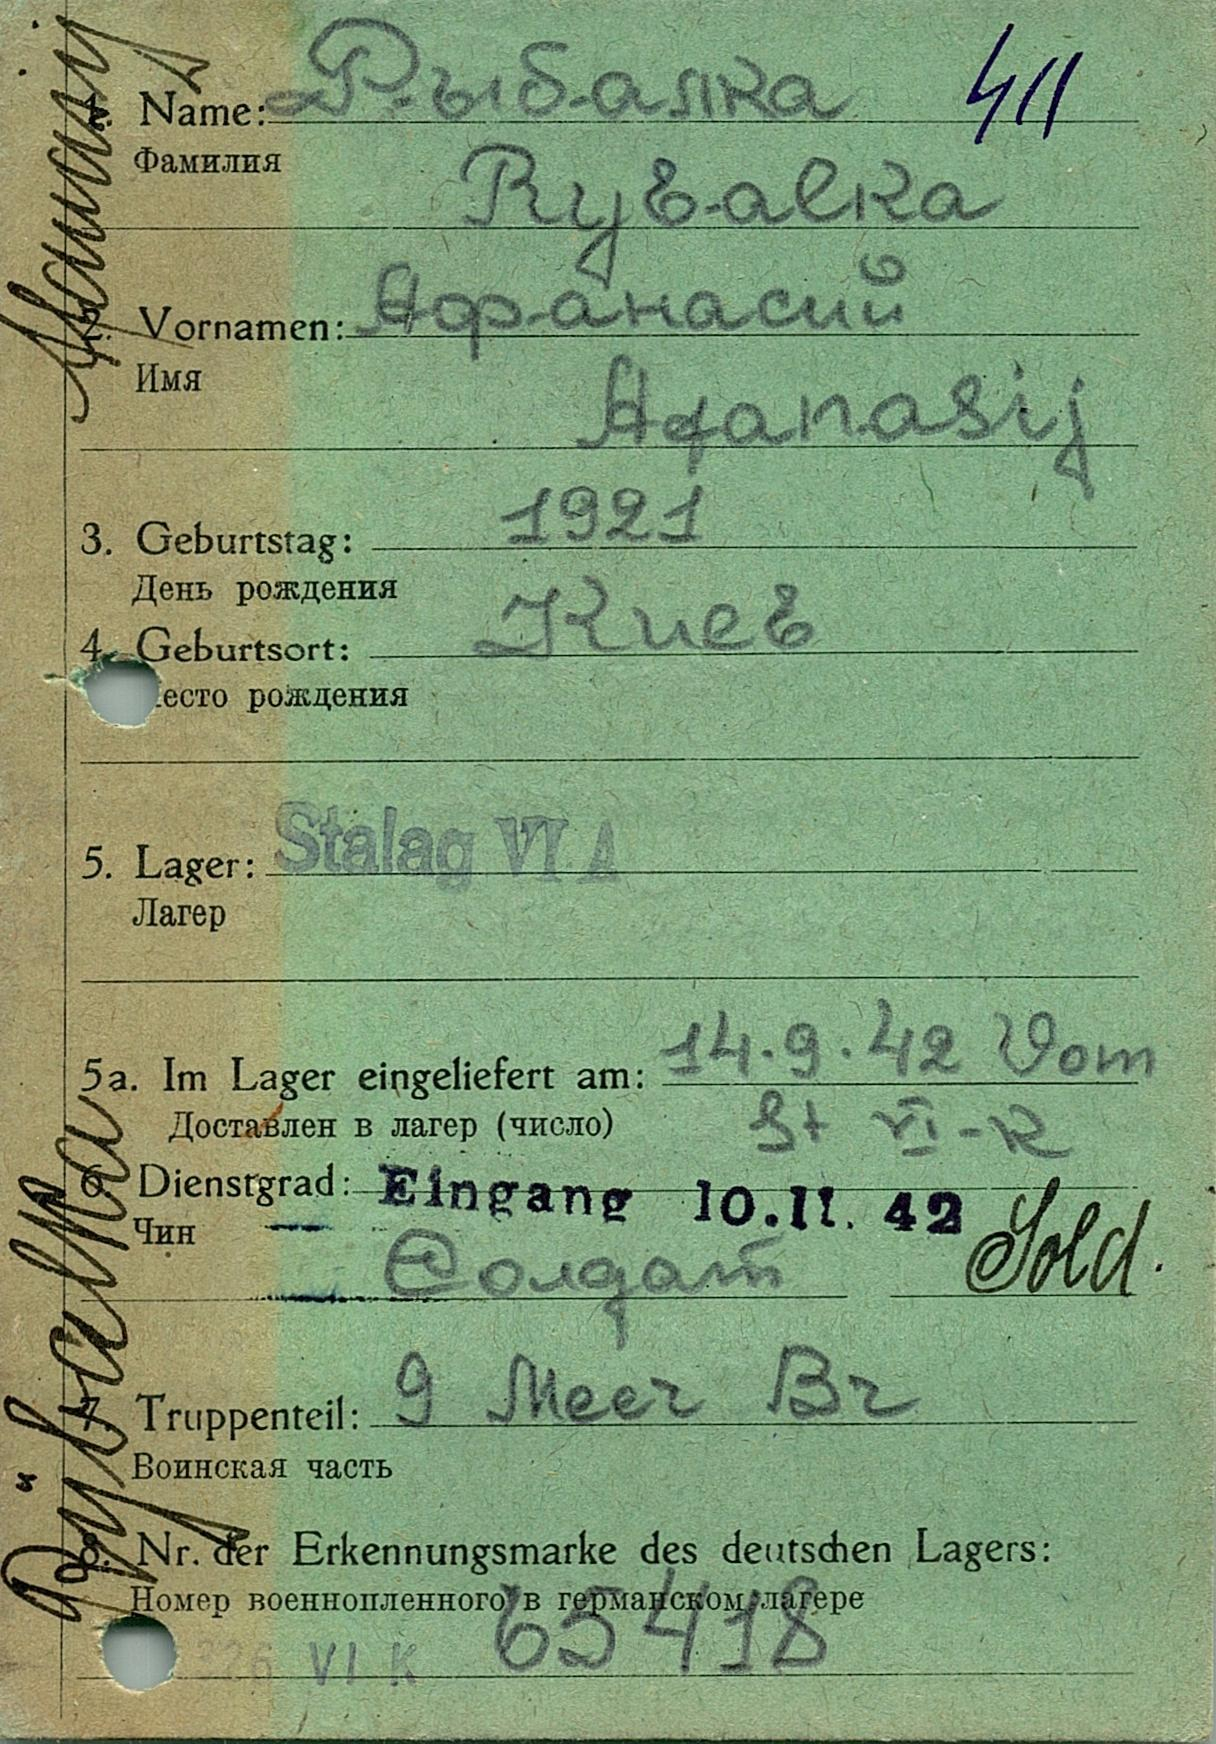 411
1. Name: Рыбалка
Фамилия
Rybalka
2. Vornamen: Афанасий
Имя
Afanasij
3. Geburtstag: 1921
День рождения
4. Geburtsort: Киев
есто рождения
5. Lager: Stalag VI A
Лагер
5a. Im Lager eingeliefert am: 14.9.42 Vom
Доставлен в лагер (число) St VI-K
6. Dienstgrad: Eingang 10.11.42
Чин
Солдат Sold.
7. Truppenteil: 9
Воинская часть
8. Nr. der Erkennungsmarke des deutschen Lagers:
Номер военнопленного в германском лагере
326 VI K 65418
Rybalka Afanasij